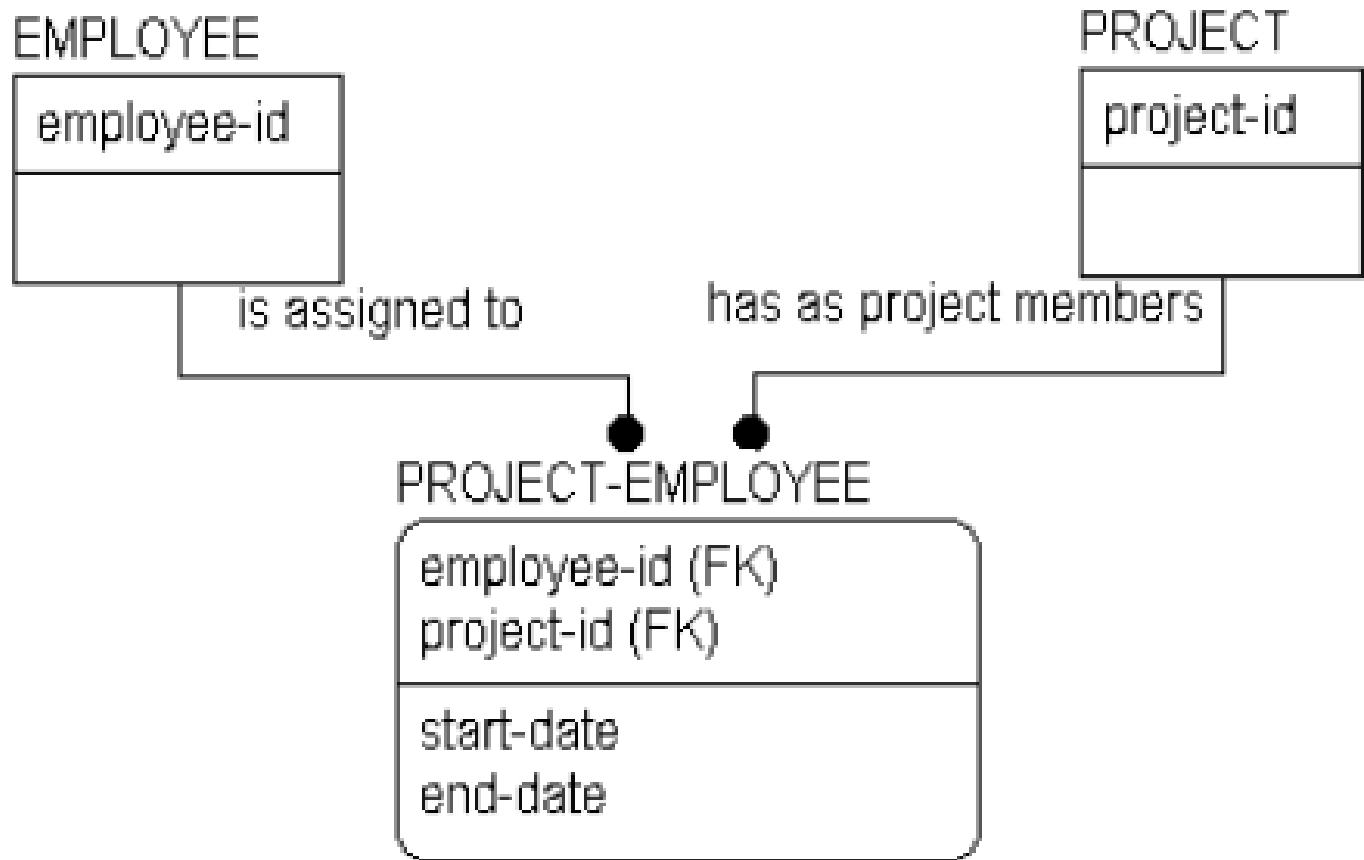 EMPLOYEE
employee-id
PROJECT
project-id
is assigned to
has as project members
PROJECT-EMPLOYEE
employee-id (FK)
project-id (FK)
start-date
end-date